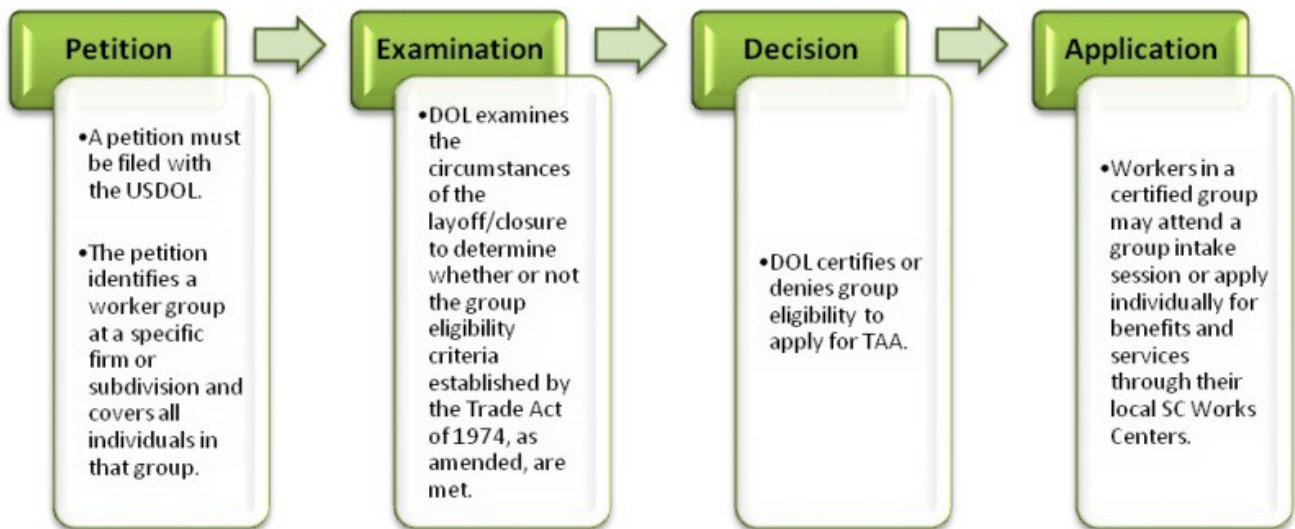 Petition
•A petition must
be filed with
the USDOL.
•The petition
identifies a
worker group
at a specific
firm or
subdivision and
covers all
individuals in
that group.
Examination
•DOL examines
the
circumstances
of the
layoff/closure
to determine
whether or not
the group
eligibility
criteria
established by
the Trade Act
of 1974, as
amended, are
met.
Decision
•DOL certifies or
denies group
eligibility to
apply for TAA.
Application
•Workers in a
certified group
may attend a
group intake
session or apply
individually for
benefits and
services
through their
local SC Works
Centers.